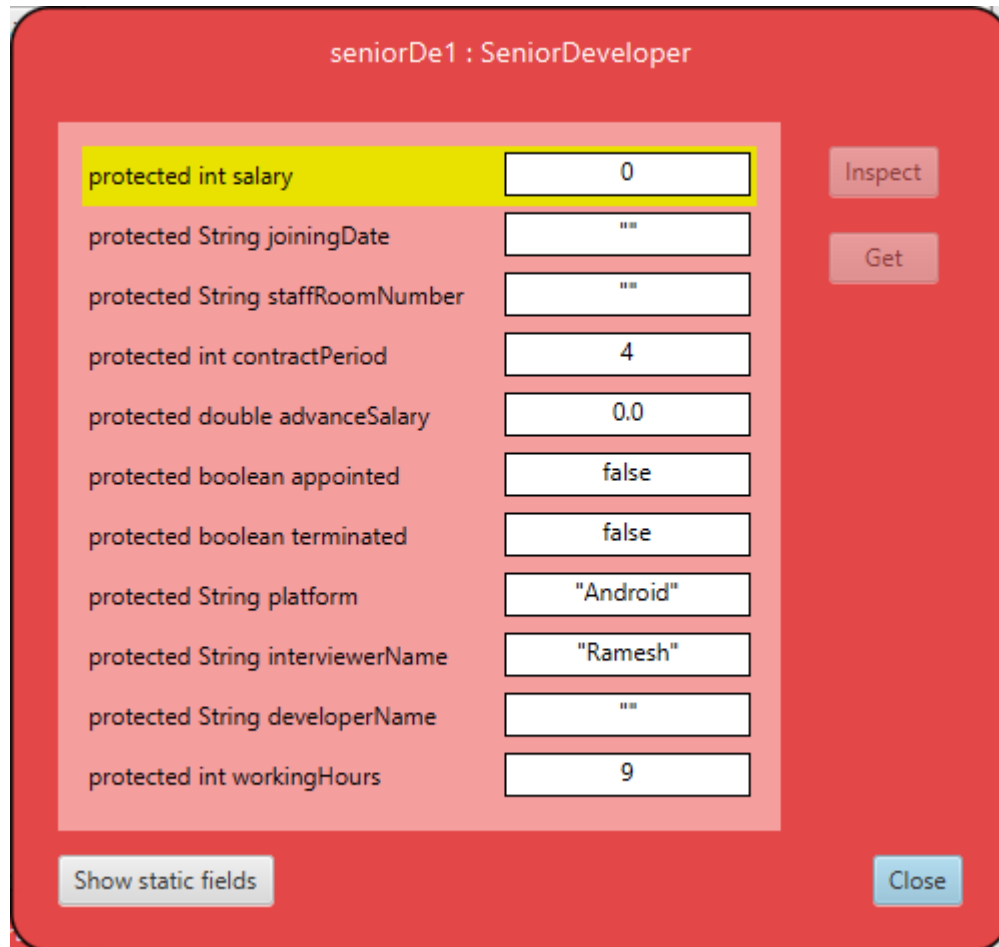 seniorDe1 : SeniorDeveloper
protected int salary 0
protected String joiningDate ""
protected String staffRoomNumber ""
protected int contractPeriod 4
protected double advanceSalary 0.0
protected boolean appointed false
protected boolean terminated false
protected String platform "Android"
protected String interviewerName "Ramesh"
protected String developerName ""
protected int workingHours 9
Inspect
Get
Show static fields
Close